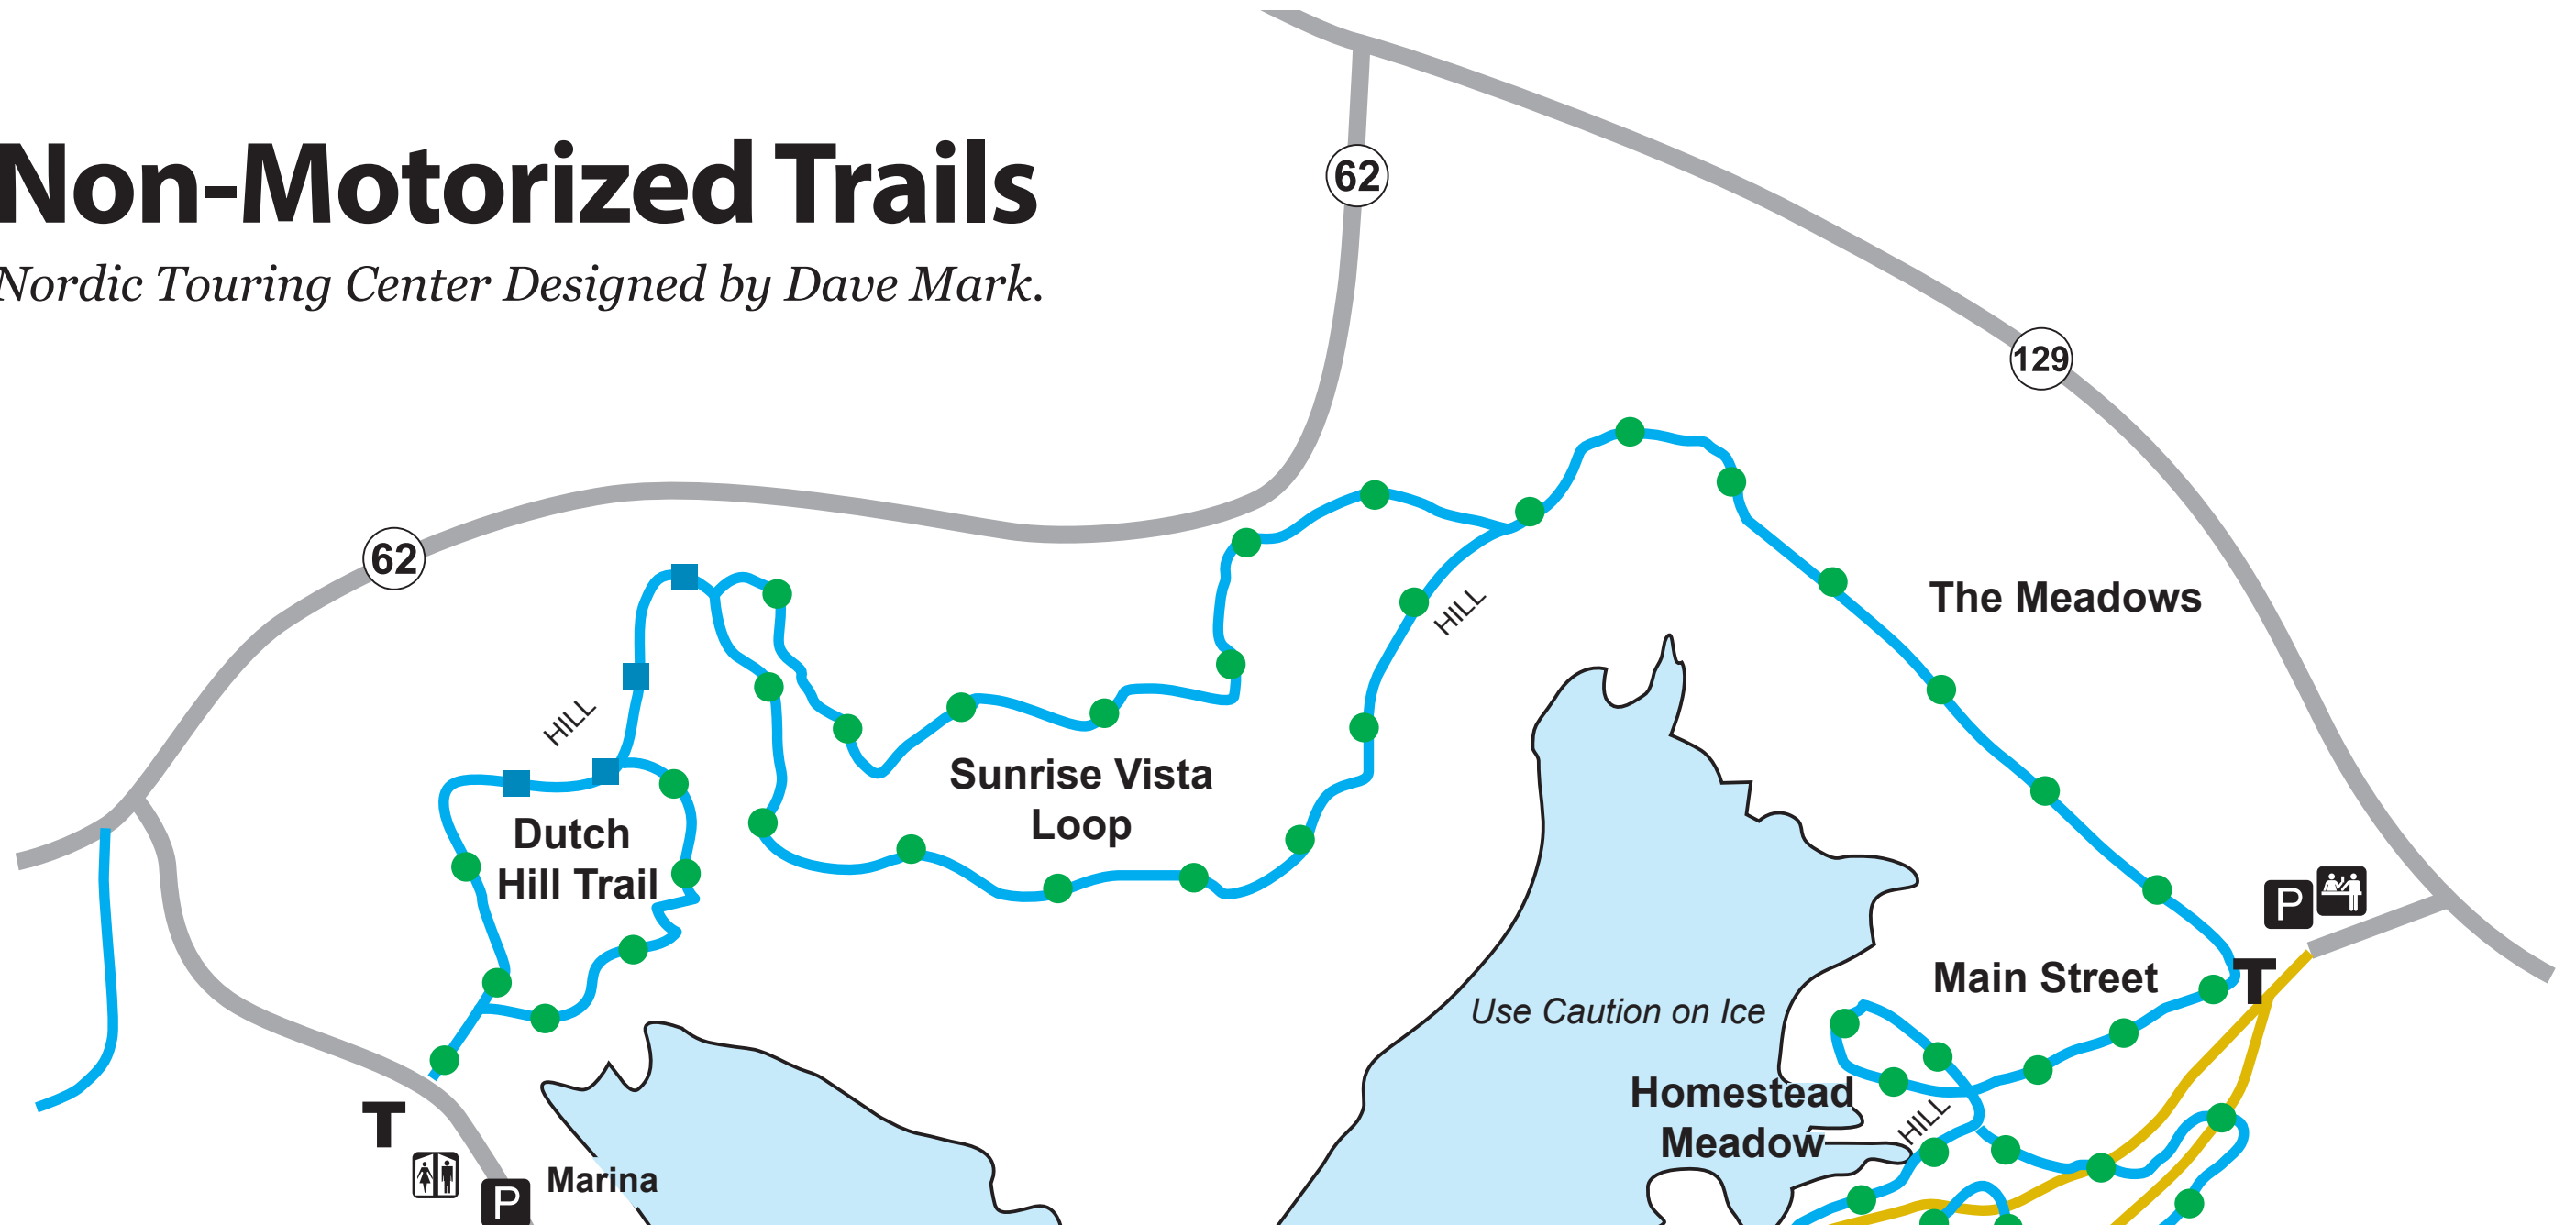 Non-Motorized Trails
Nordic Touring Center Designed by Dave Mark.
62
129
62
HILL
The Meadows
HILL
Sunrise Vista
Loop
Dutch
Hill Trail
P
Main Street
T
Use Caution on Ice
Homestead
Meadow
HILL
T
Marina
P